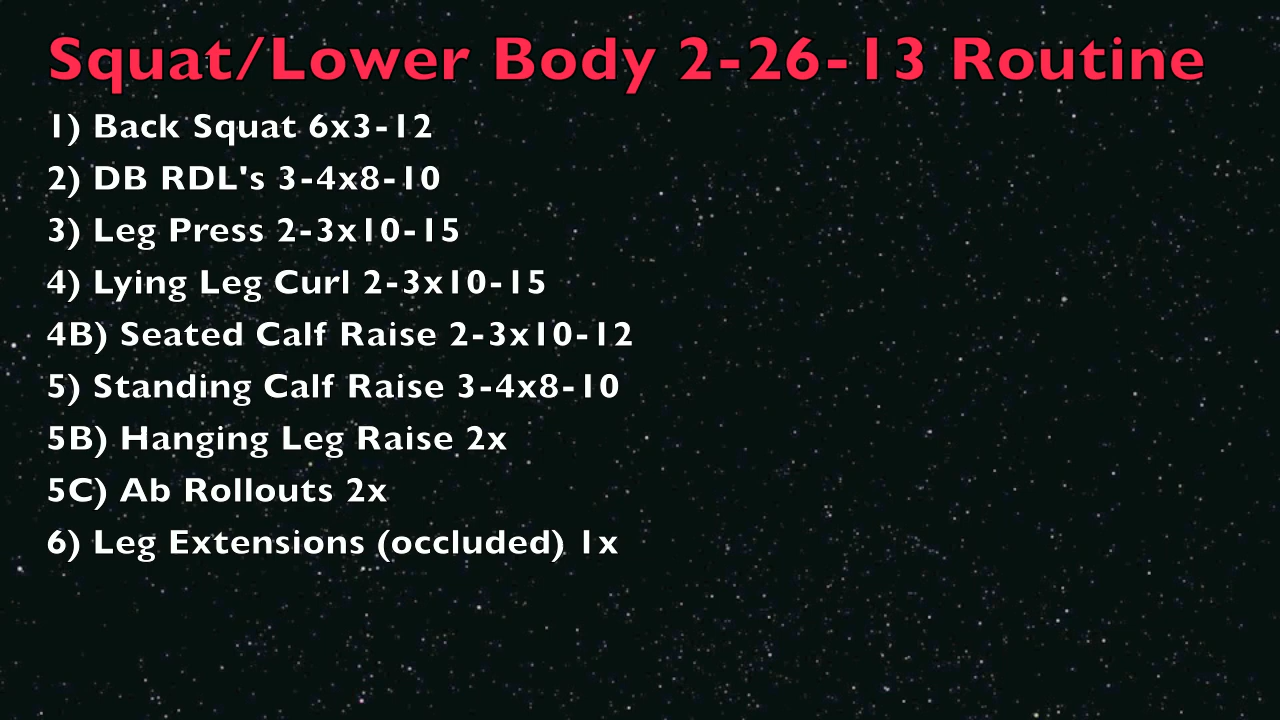 Squat/Lower Body 2-26-13 Routine
1) Back Squat 6x3-12
2) DB RDL's 3-4x8-10
3) Leg Press 2-3x10-15
4) Lying Leg Curl 2-3x10-15
4B) Seated Calf Raise 2-3x10-12
5) Standing Calf Raise 3-4x8-10
5B) Hanging Leg Raise 2x
5C) Ab Rollouts 2x
6) Leg Extensions (occluded) 1x